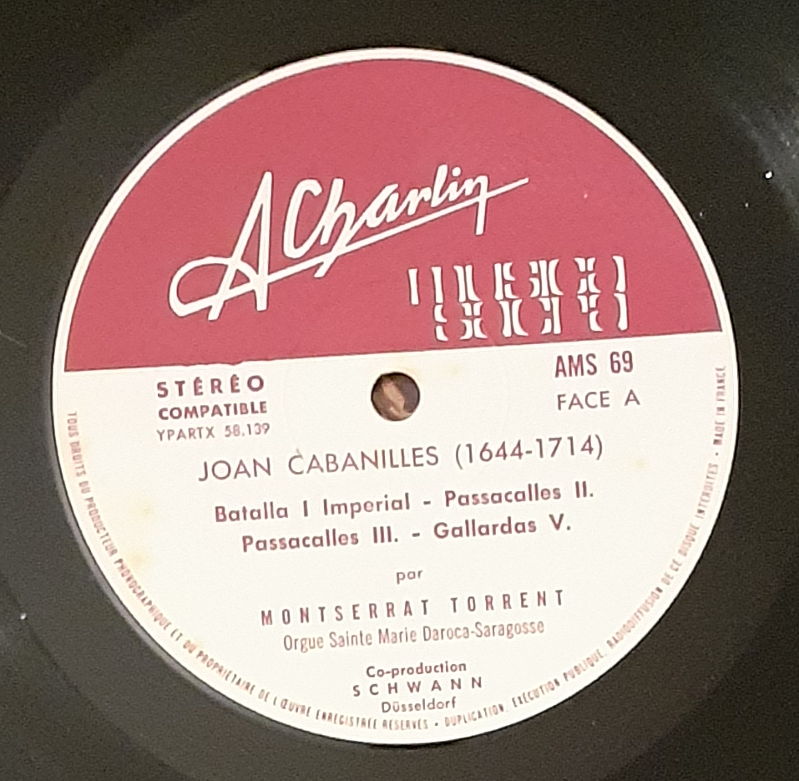 A Charlin
STÉRÉO
COMPATIBLE
YPARTX 58.139
AMS 69
FACE A
JOAN CABANILLES (1644-1714)
Batalla I Imperial - Passacalles II.
Passacalles III. - Gallardas V.
par
MONTSERRAT TORRENT
Orgue Sainte Marie Daroca-Saragosse
Co-production
SCHWANN
Düsseldorf
TOUS DROITS DU PRODUCTEUR PHONOGRAPHIQUE ET DU PROPRIÉTAIRE DE L'ŒUVRE ENREGISTRÉE RÉSERVÉS • DUPLICATION, EXÉCUTION PUBLIQUE, RADIODIFFUSION DE CE DISQUE INTERDITES • MADE IN FRANCE